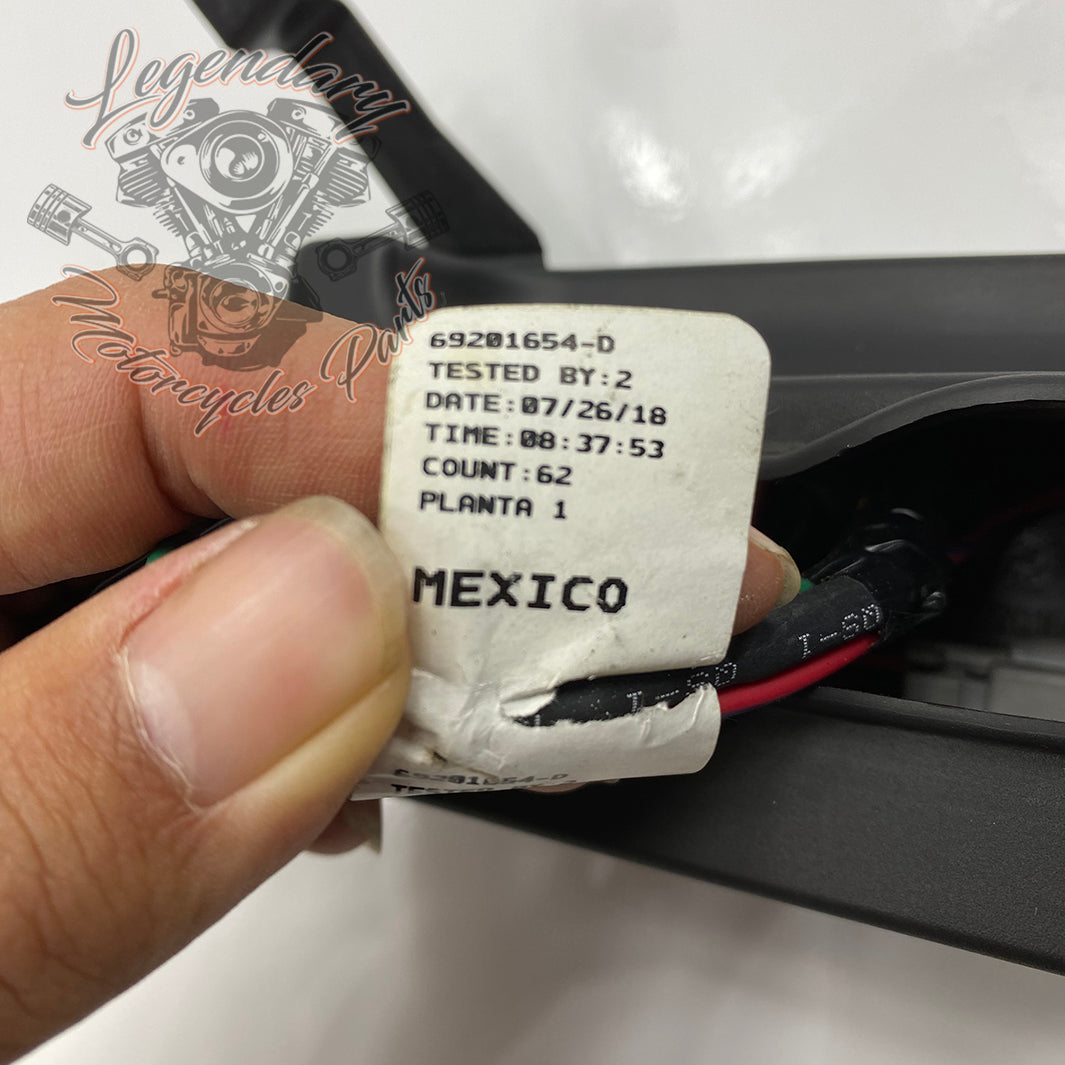 Legendary
Motorcycles Parts
69201654-D
TESTED BY:2
DATE:07/26/18
TIME:08:37:53
COUNT:62
PLANTA 1
MEXICO
69201654-D